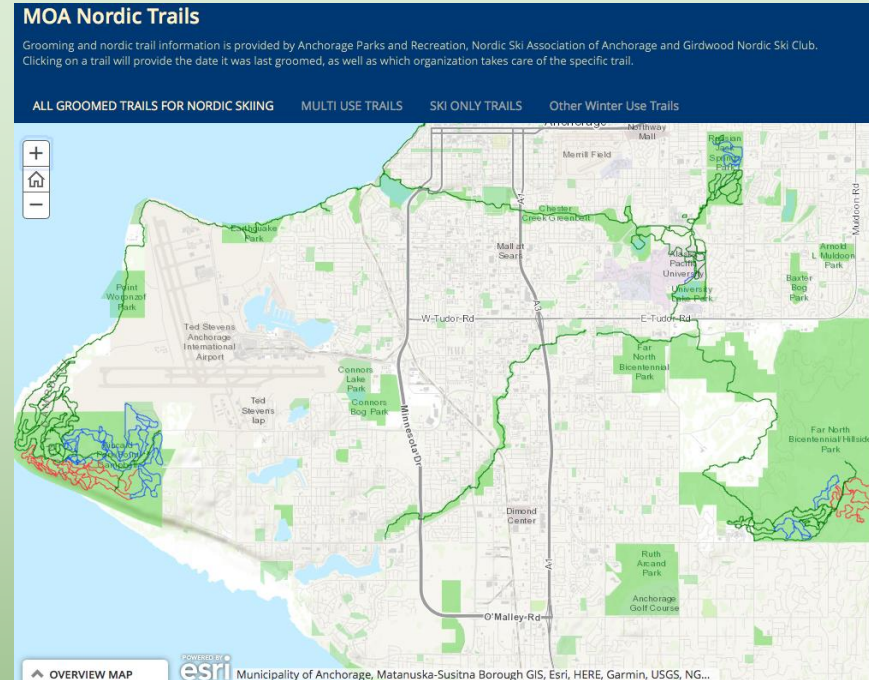 MOA Nordic Trails
Grooming and nordic trail information is provided by Anchorage Parks and Recreation, Nordic Ski Association of Anchorage and Girdwood Nordic Ski Club.
Clicking on a trail will provide the date it was last groomed, as well as which organization takes care of the specific trail.
ALL GROOMED TRAILS FOR NORDIC SKIING MULTI USE TRAILS SKI ONLY TRAILS Other Winter Use Trails
+
−
Anchorage
Northway
Mall
Merrill Field
Muldoon Rd
A-1
Chester
Creek Greenbelt
Earthquake
Park
Mall at
Sears
Alaska
Pacific
University
University
Lake Park
Arnold
L Muldoon
Park
Baxter
Bog
Park
Point
Woronzof
Park
A3
W-Tudor-Rd
E-Tudor-Rd
Ted Stevens
Anchorage
International
Airport
Far
North
Bicentennial
Park
Connors
Lake
Park
Connors
Bog Park
Ted
Stevens
Iap
Minnesota Dr
Far North
Bicentennial/Hillside
Park
Dimond
Center
A-1
Ruth
Arcand
Park
Anchorage
Golf Course
O'Malley-Rd
OVERVIEW MAP
POWERED BY
esri
Municipality of Anchorage, Matanuska-Susitna Borough GIS, Esri, HERE, Garmin, USGS, NG...